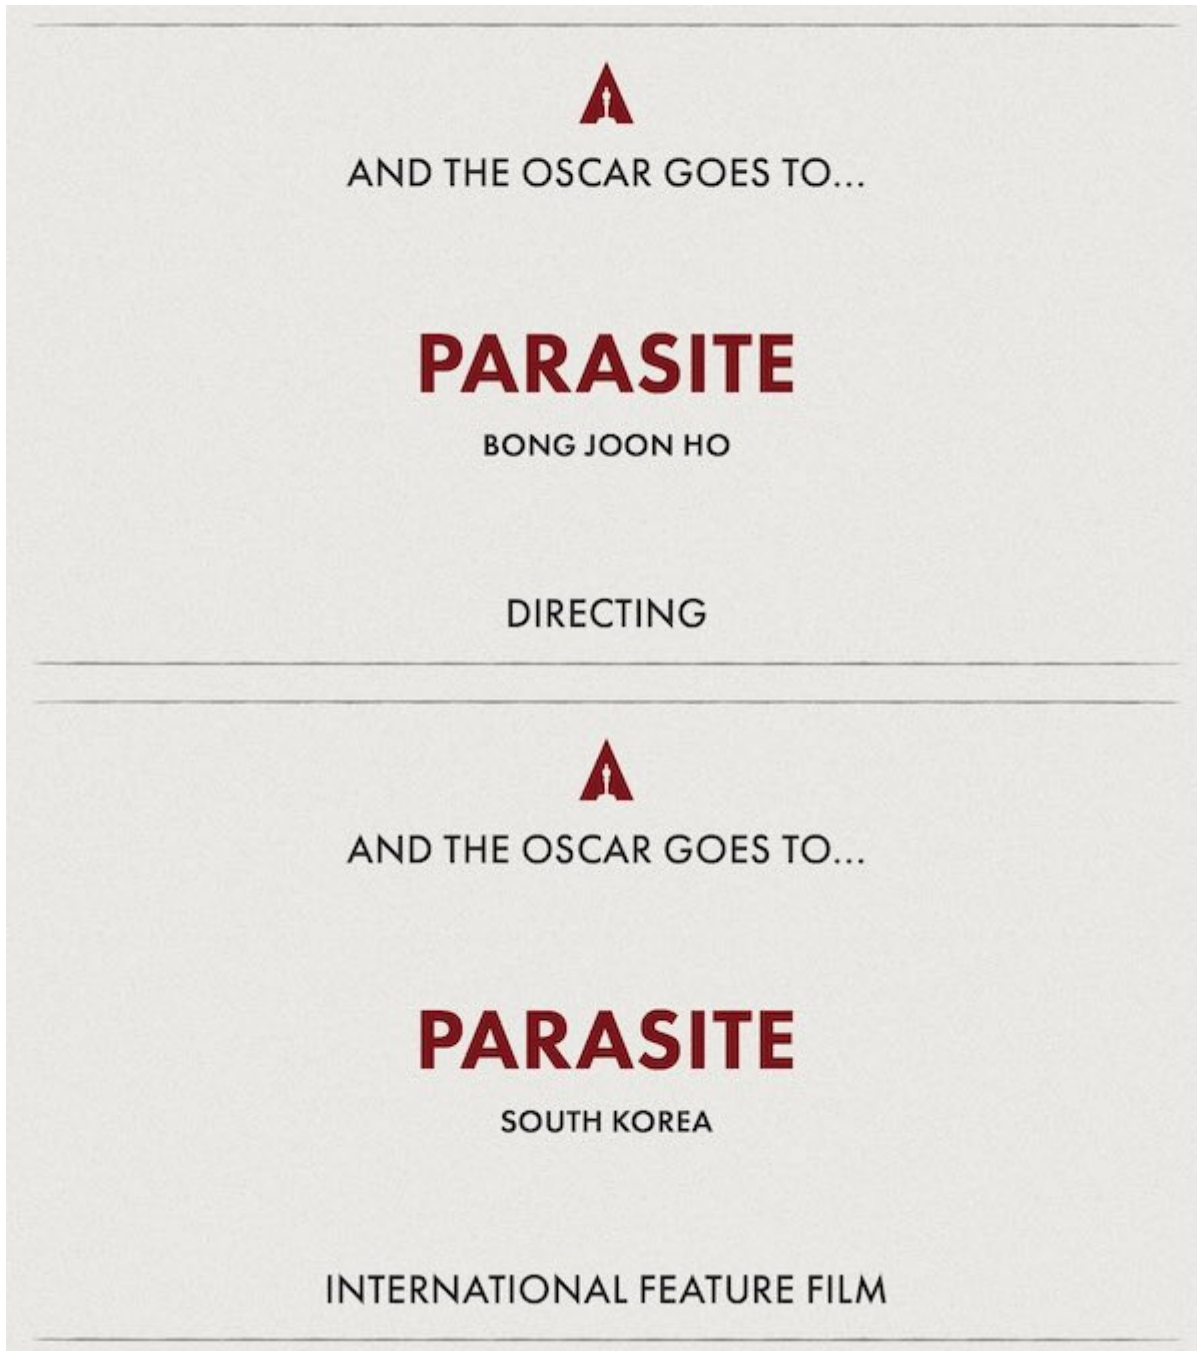 AND THE OSCAR GOES TO...
PARASITE
BONG JOON HO
DIRECTING
AND THE OSCAR GOES TO...
PARASITE
SOUTH KOREA
INTERNATIONAL FEATURE FILM